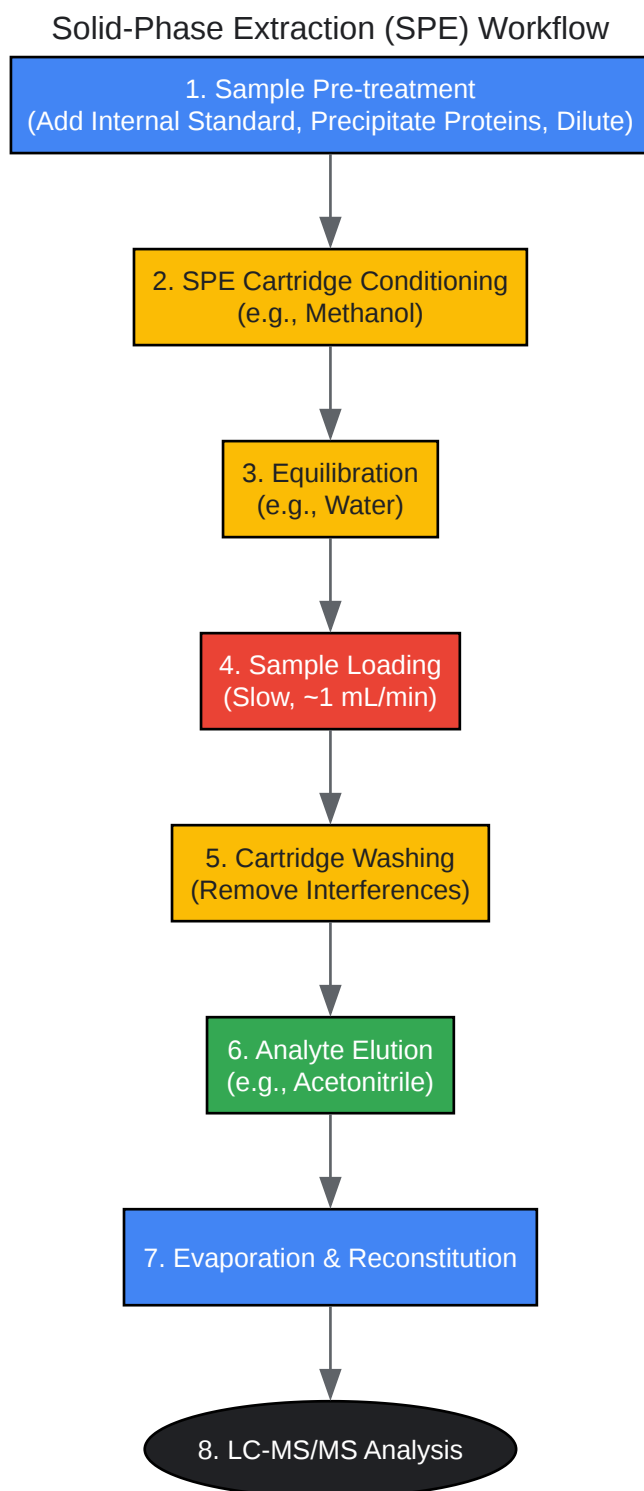 Solid-Phase Extraction (SPE) Workflow
1. Sample Pre-treatment
(Add Internal Standard, Precipitate Proteins, Dilute)
2. SPE Cartridge Conditioning
(e.g., Methanol)
3. Equilibration
(e.g., Water)
4. Sample Loading
(Slow, ~1 mL/min)
5. Cartridge Washing
(Remove Interferences)
6. Analyte Elution
(e.g., Acetonitrile)
7. Evaporation & Reconstitution
8. LC-MS/MS Analysis